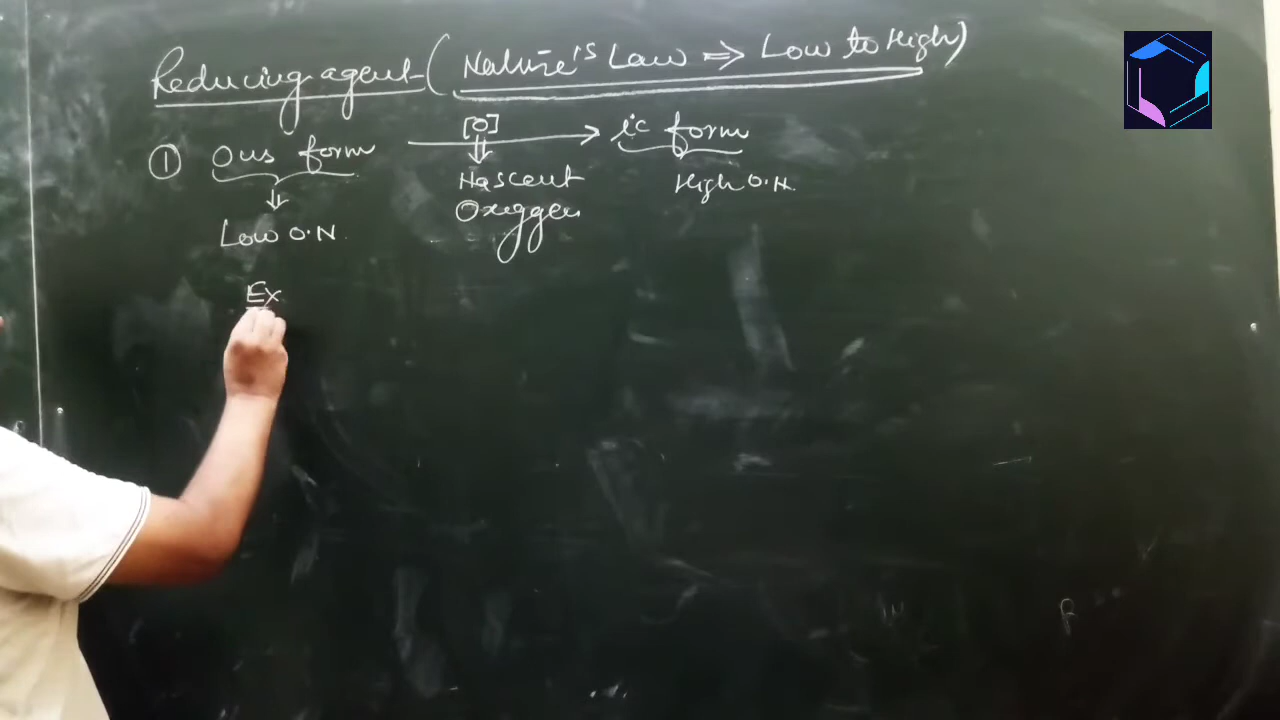 Reducing agent (Nature's Law ⇒ Low to High)
① Ous form [O] → ic form
⇓ Nascent High O.N.
Low O.N. Oxygen
Ex